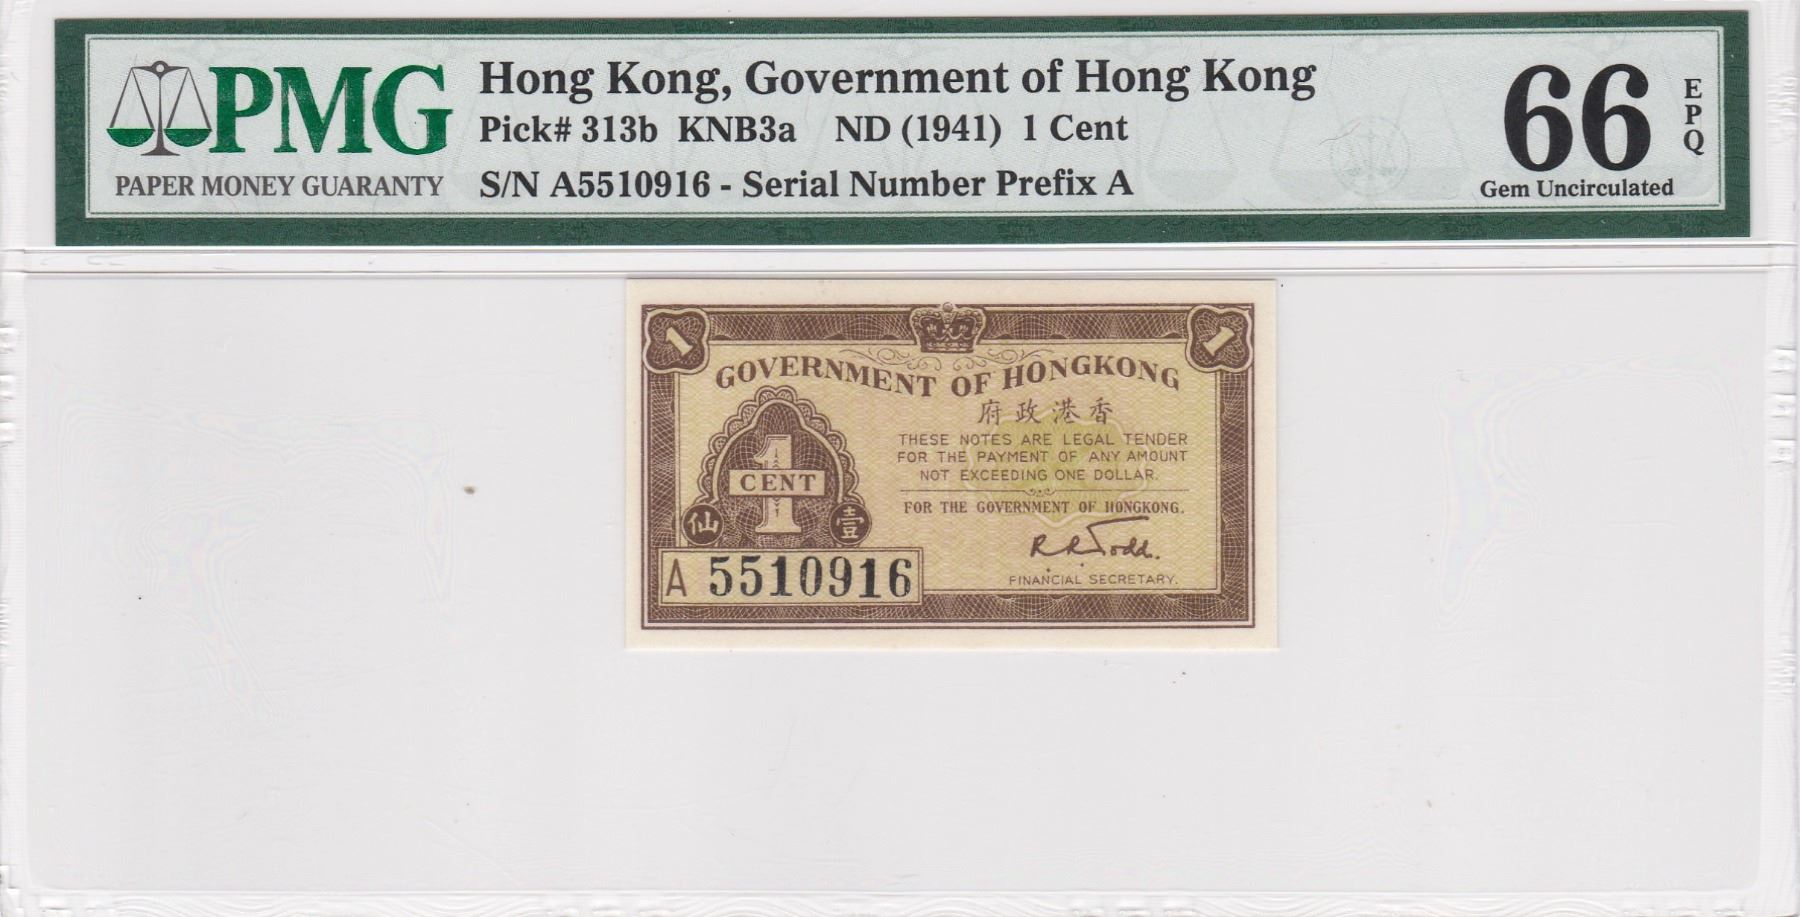 PMG
PAPER MONEY GUARANTY
Hong Kong, Government of Hong Kong
Pick# 313b KNB3a ND (1941) 1 Cent
S/N A5510916 - Serial Number Prefix A
66
EPQ
Gem Uncirculated
1
1
GOVERNMENT OF HONGKONG
府政港香
THESE NOTES ARE LEGAL TENDER
FOR THE PAYMENT OF ANY AMOUNT
NOT EXCEEDING ONE DOLLAR.
1
CENT
仙 壹
FOR THE GOVERNMENT OF HONGKONG.
R.R.Todd.
FINANCIAL SECRETARY.
A 5510916